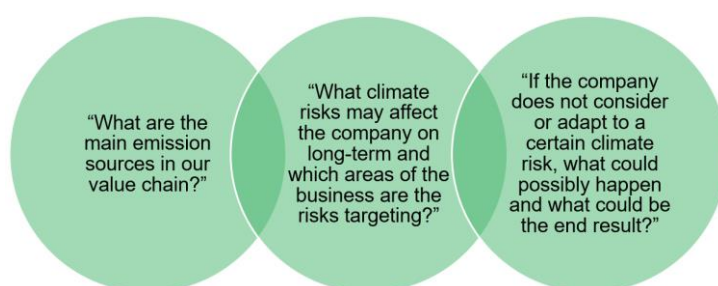 “What are the
main emission
sources in our
value chain?”
“What climate
risks may affect
the company on
long-term and
which areas of the
business are the
risks targeting?”
“If the company
does not consider
or adapt to a
certain climate
risk, what could
possibly happen
and what could be
the end result?”